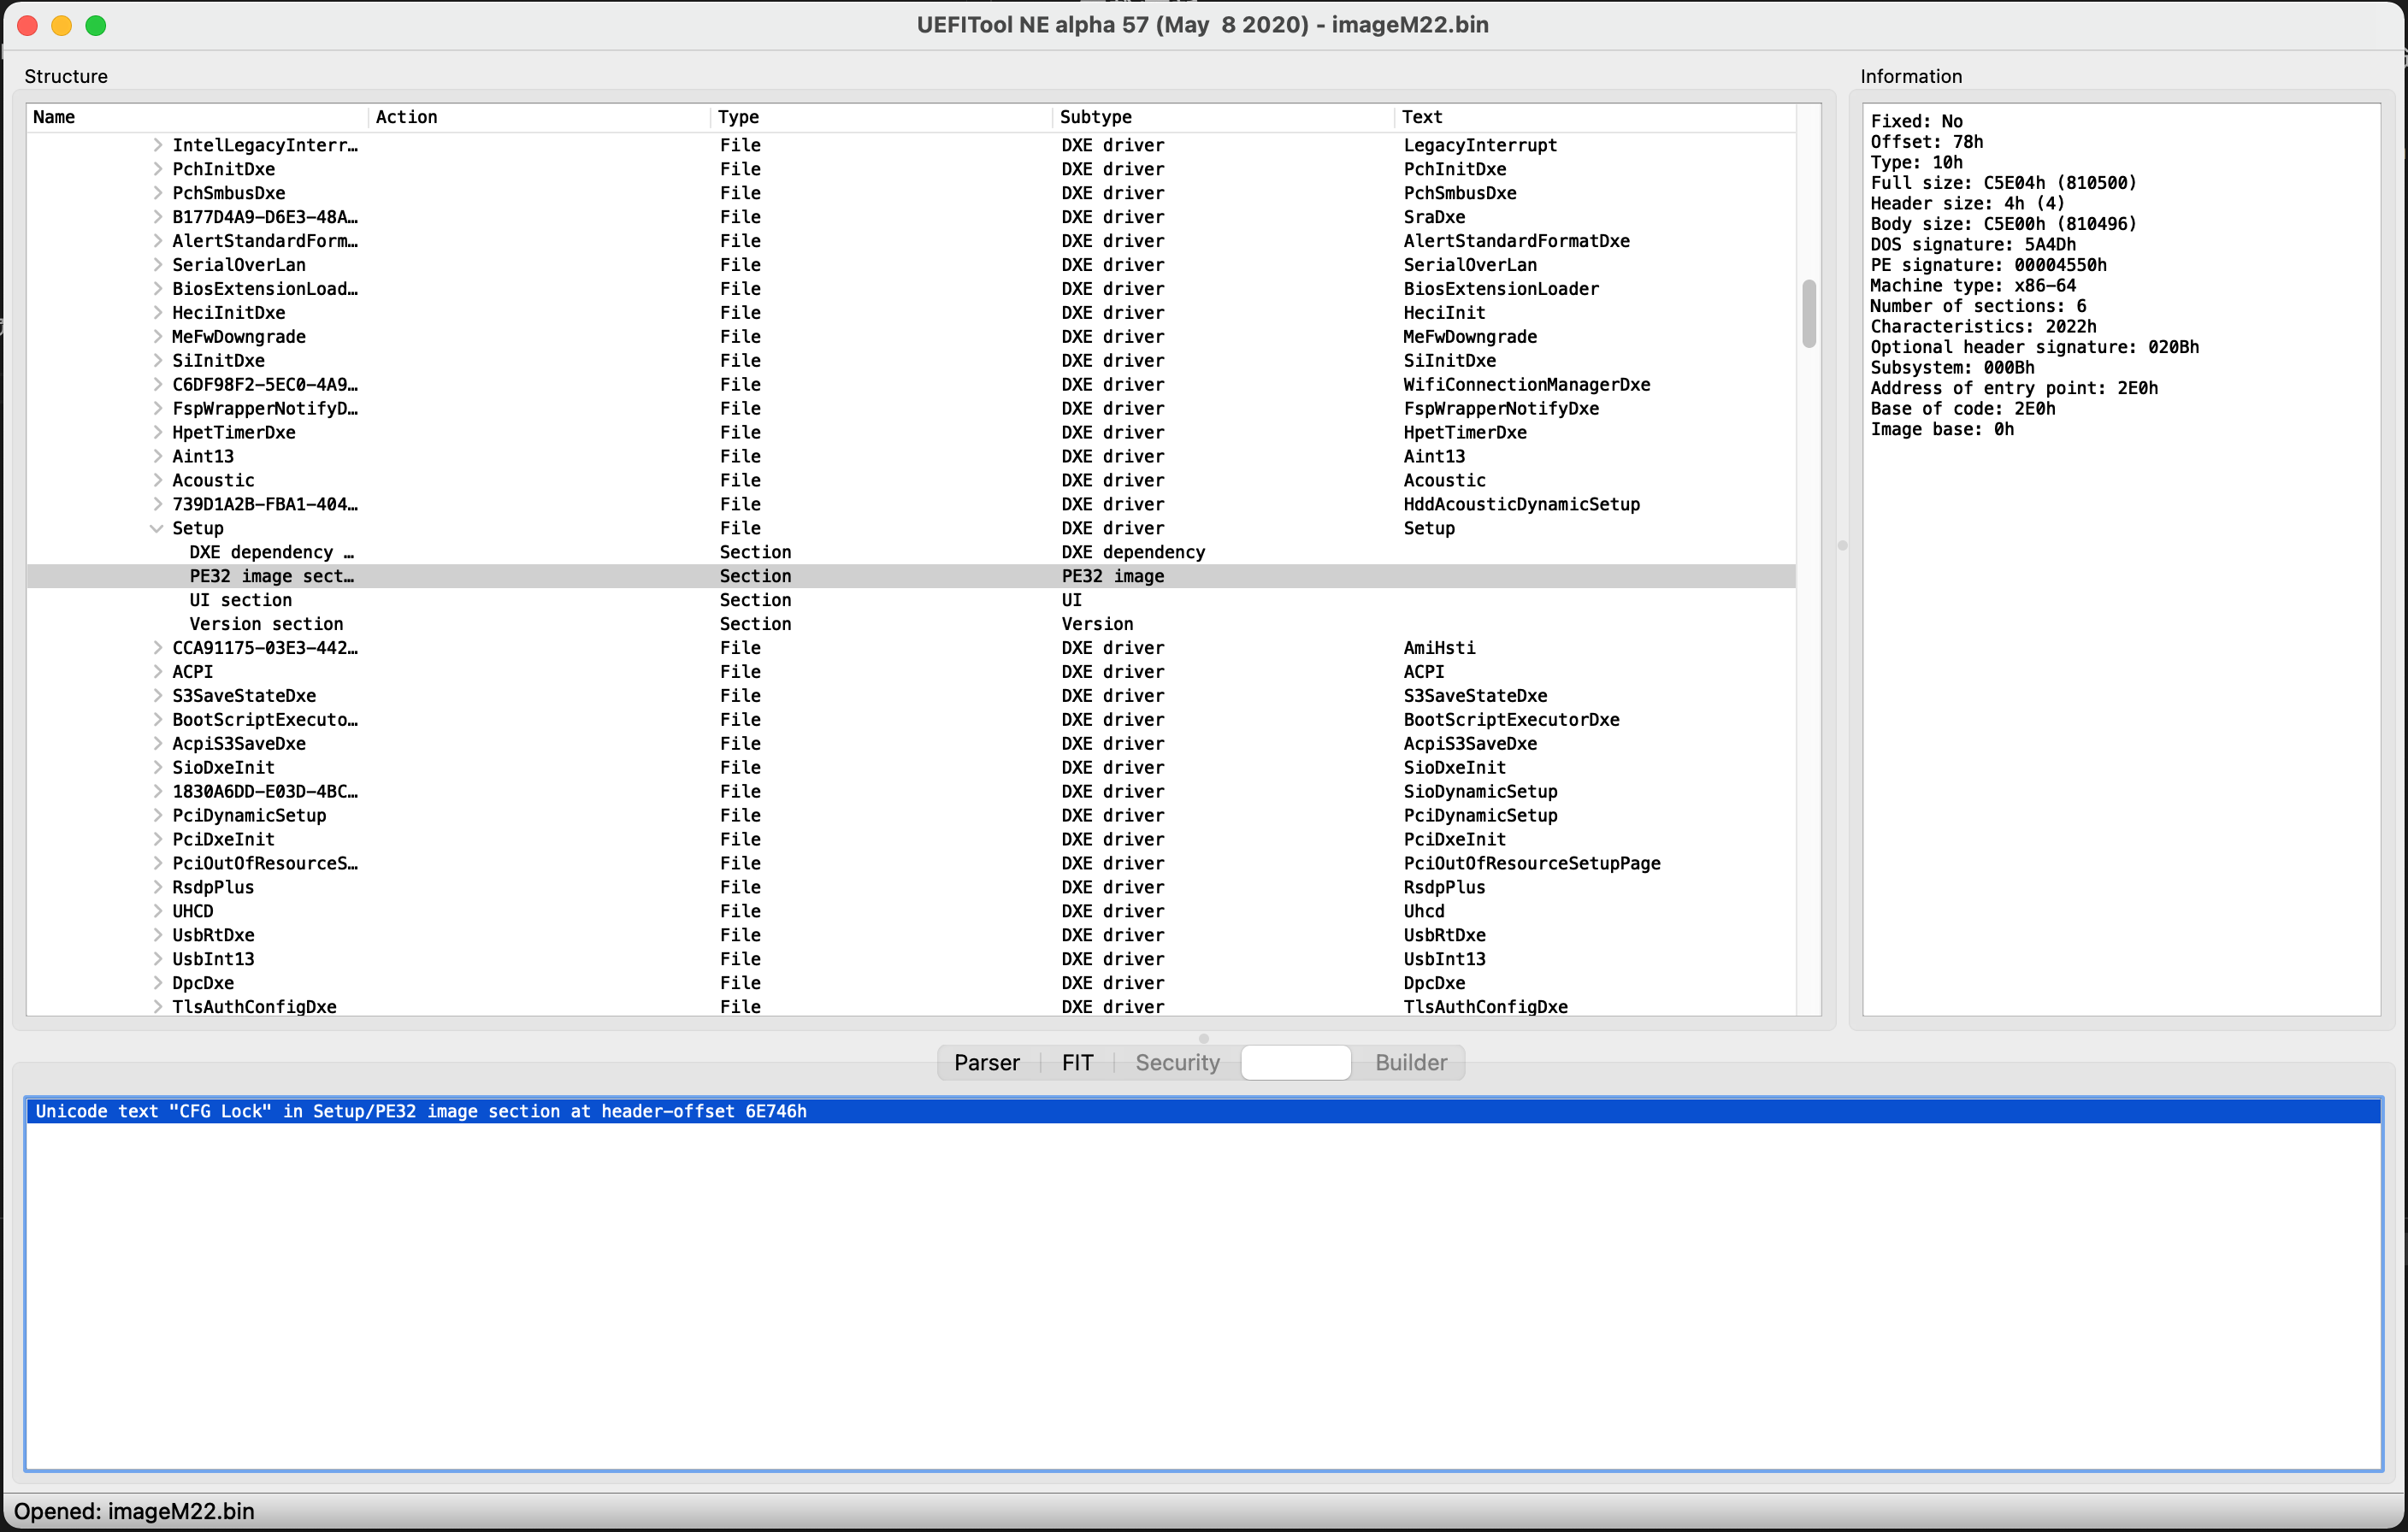 UEFITool NE alpha 57 (May  8 2020) - imageM22.bin
Structure
Name Action Type Subtype Text
IntelLegacyInterr… File DXE driver LegacyInterrupt
PchInitDxe File DXE driver PchInitDxe
PchSmbusDxe File DXE driver PchSmbusDxe
B177D4A9-D6E3-48A… File DXE driver SraDxe
AlertStandardForm… File DXE driver AlertStandardFormatDxe
SerialOverLan File DXE driver SerialOverLan
BiosExtensionLoad… File DXE driver BiosExtensionLoader
HeciInitDxe File DXE driver HeciInit
MeFwDowngrade File DXE driver MeFwDowngrade
SiInitDxe File DXE driver SiInitDxe
C6DF98F2-5EC0-4A9… File DXE driver WifiConnectionManagerDxe
FspWrapperNotifyD… File DXE driver FspWrapperNotifyDxe
HpetTimerDxe File DXE driver HpetTimerDxe
Aint13 File DXE driver Aint13
Acoustic File DXE driver Acoustic
739D1A2B-FBA1-404… File DXE driver HddAcousticDynamicSetup
Setup File DXE driver Setup
DXE dependency … Section DXE dependency
PE32 image sect… Section PE32 image
UI section Section UI
Version section Section Version
CCA91175-03E3-442… File DXE driver AmiHsti
ACPI File DXE driver ACPI
S3SaveStateDxe File DXE driver S3SaveStateDxe
BootScriptExecuto… File DXE driver BootScriptExecutorDxe
AcpiS3SaveDxe File DXE driver AcpiS3SaveDxe
SioDxeInit File DXE driver SioDxeInit
1830A6DD-E03D-4BC… File DXE driver SioDynamicSetup
PciDynamicSetup File DXE driver PciDynamicSetup
PciDxeInit File DXE driver PciDxeInit
PciOutOfResourceS… File DXE driver PciOutOfResourceSetupPage
RsdpPlus File DXE driver RsdpPlus
UHCD File DXE driver Uhcd
UsbRtDxe File DXE driver UsbRtDxe
UsbInt13 File DXE driver UsbInt13
DpcDxe File DXE driver DpcDxe
TlsAuthConfigDxe File DXE driver TlsAuthConfigDxe
Information
Fixed: No
Offset: 78h
Type: 10h
Full size: C5E04h (810500)
Header size: 4h (4)
Body size: C5E00h (810496)
DOS signature: 5A4Dh
PE signature: 00004550h
Machine type: x86-64
Number of sections: 6
Characteristics: 2022h
Optional header signature: 020Bh
Subsystem: 000Bh
Address of entry point: 2E0h
Base of code: 2E0h
Image base: 0h
Parser FIT Security Builder
Unicode text "CFG Lock" in Setup/PE32 image section at header-offset 6E746h
Opened: imageM22.bin